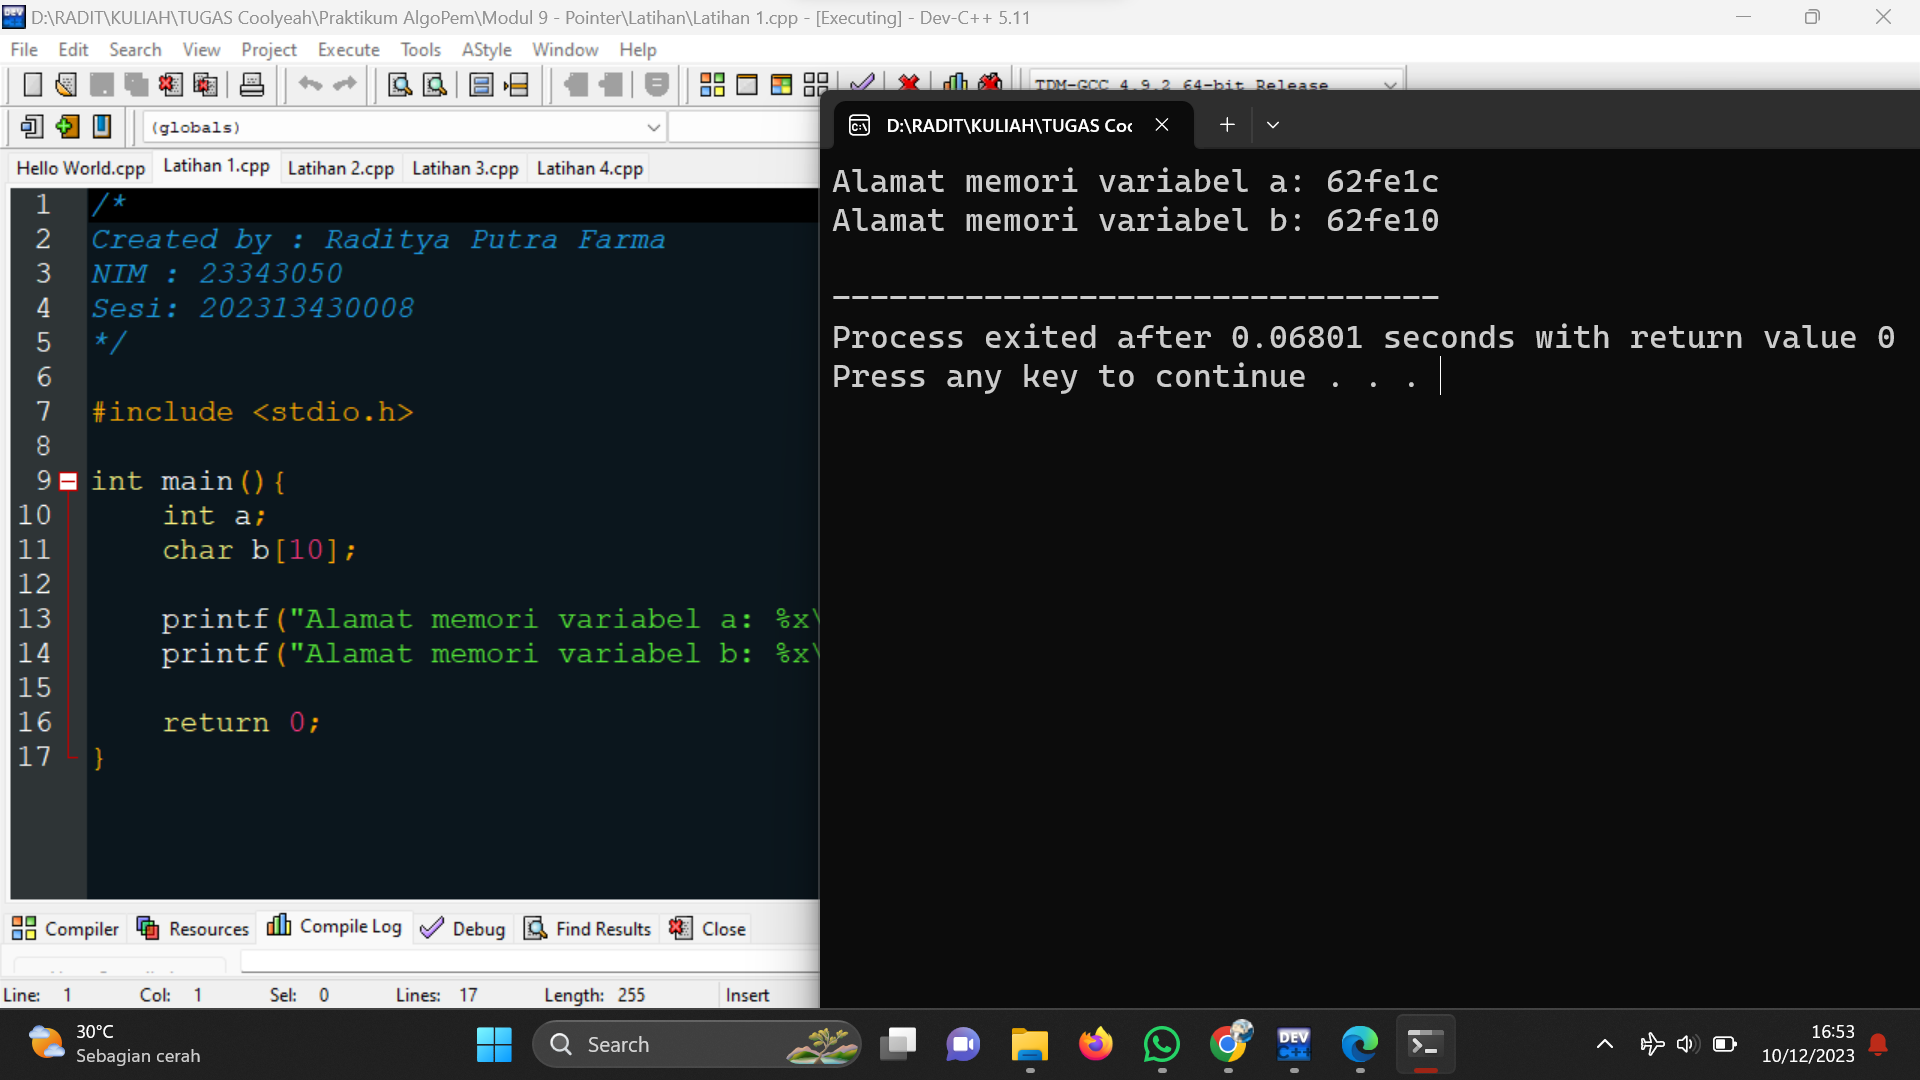 D:\RADIT\KULIAH\TUGAS Coolyeah\Praktikum AlgoPem\Modul 9 - Pointer\Latihan\Latihan 1.cpp - [Executing] - Dev-C++ 5.11
File Edit Search View Project Execute Tools AStyle Window Help
TDM-GCC 4.9.2 64-bit Release
(globals)
Hello World.cpp Latihan 1.cpp Latihan 2.cpp Latihan 3.cpp Latihan 4.cpp
1 /*
2 Created by : Raditya Putra Farma
3 NIM : 23343050
4 Sesi: 202313430008
5 */
6
7 #include <stdio.h>
8
9 int main(){
10 int a;
11 char b[10];
12
13 printf("Alamat memori variabel a: %x\
14 printf("Alamat memori variabel b: %x\
15
16 return 0;
17 }
D:\RADIT\KULIAH\TUGAS Coc
Alamat memori variabel a: 62fe1c
Alamat memori variabel b: 62fe10
--------------------------------
Process exited after 0.06801 seconds with return value 0
Press any key to continue . . .
Compiler Resources Compile Log Debug Find Results Close
Line: 1 Col: 1 Sel: 0 Lines: 17 Length: 255 Insert
30°C
Sebagian cerah
Search
DEV C++
16:53
10/12/2023